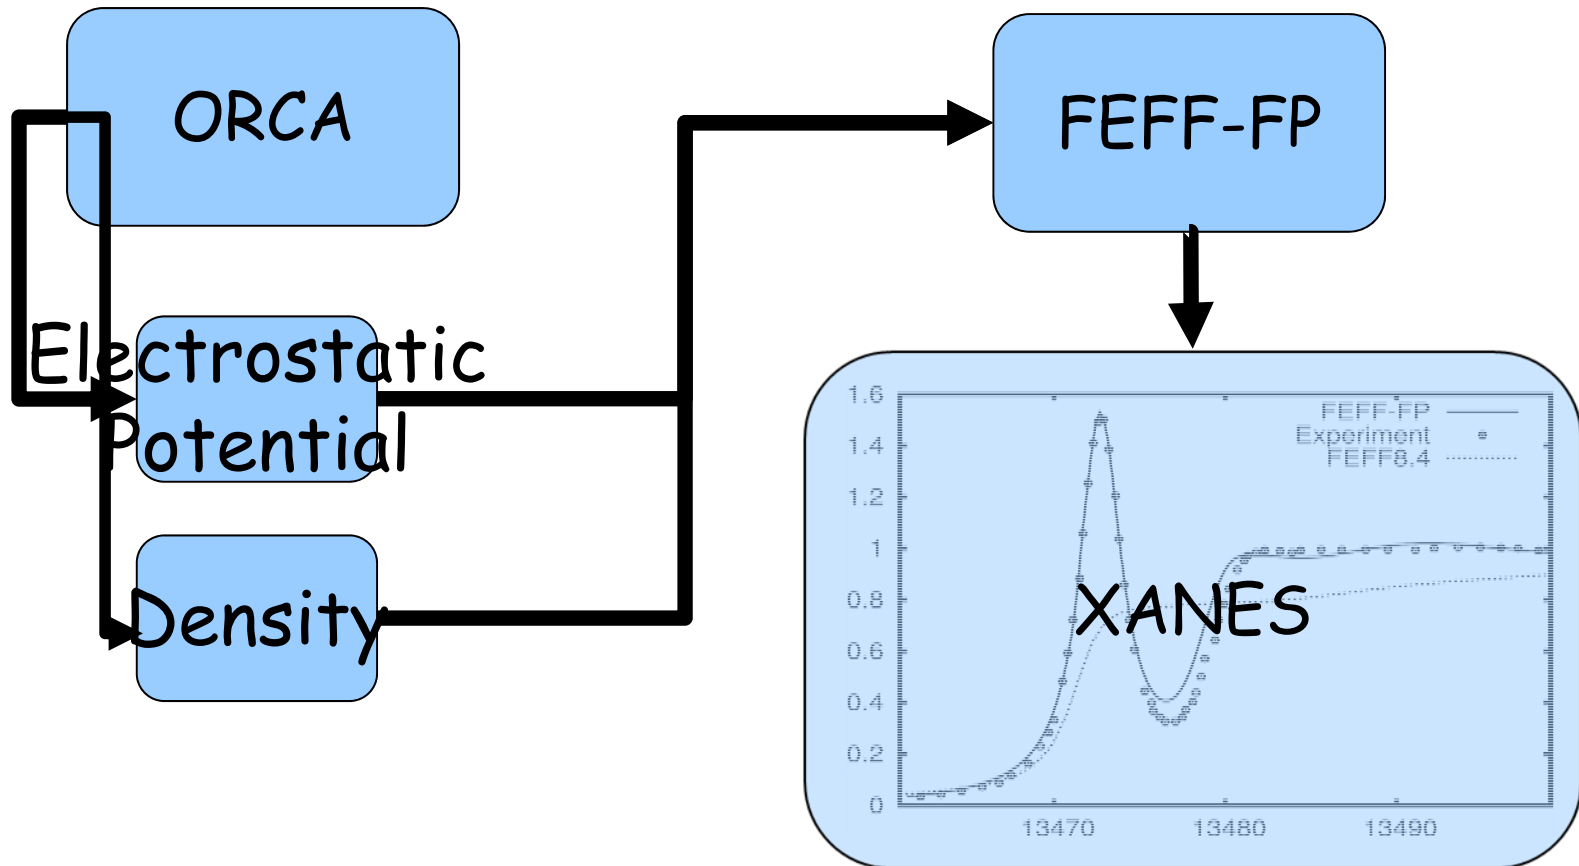 ORCA
FEFF-FP
Electrostatic
Potential
Density
XANES
FEFF-FP
Experiment
FEFF8.4
1.6
1.4
1.2
1
0.8
0.6
0.4
0.2
0
13470 13480 13490